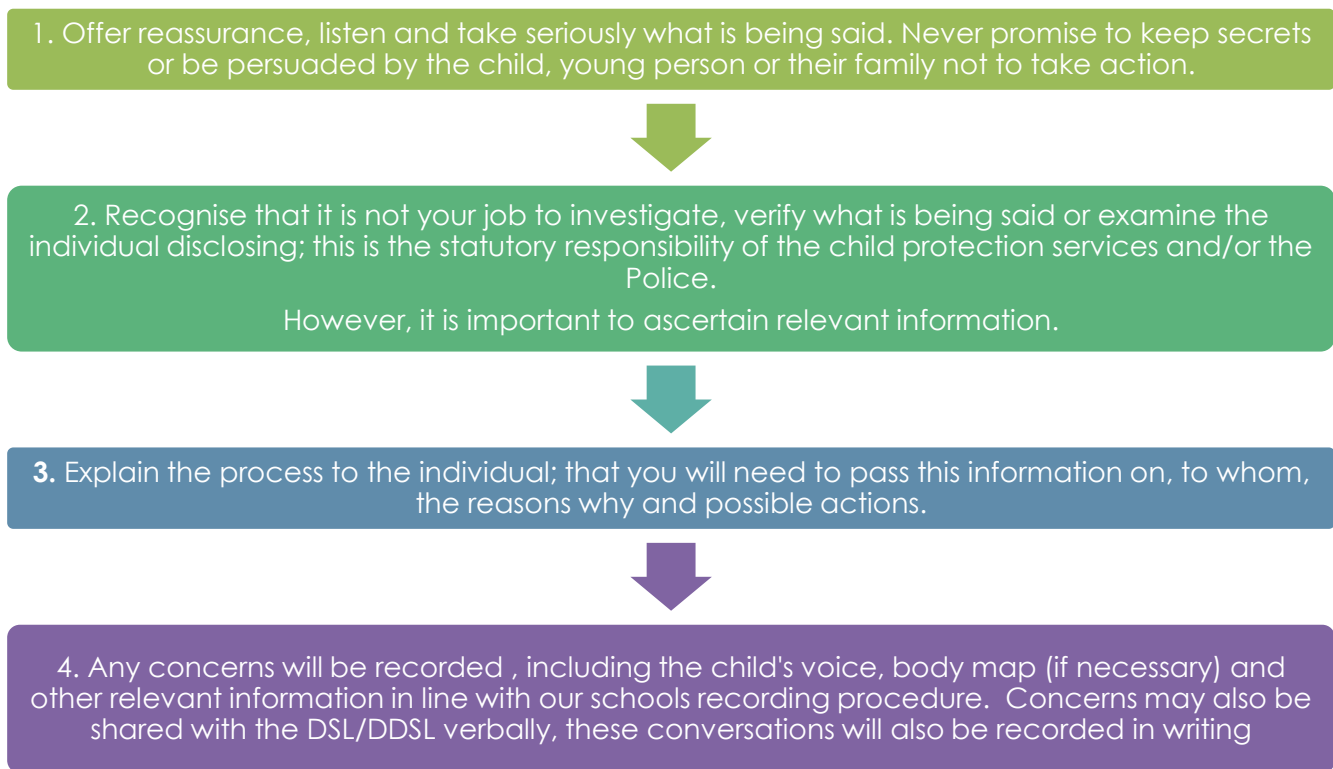 1. Offer reassurance, listen and take seriously what is being said. Never promise to keep secrets
or be persuaded by the child, young person or their family not to take action.
2. Recognise that it is not your job to investigate, verify what is being said or examine the
individual disclosing; this is the statutory responsibility of the child protection services and/or the
Police.
However, it is important to ascertain relevant information.
3. Explain the process to the individual; that you will need to pass this information on, to whom,
the reasons why and possible actions.
4. Any concerns will be recorded , including the child's voice, body map (if necessary) and
other relevant information in line with our schools recording procedure.  Concerns may also be
shared with the DSL/DDSL verbally, these conversations will also be recorded in writing